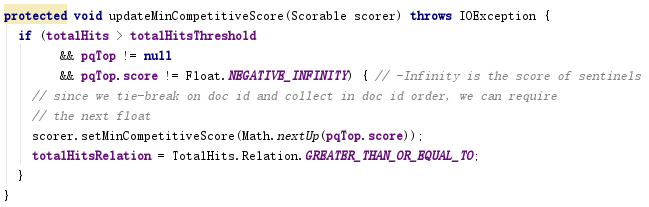 protected void updateMinCompetitiveScore(Scorable scorer) throws IOException {
  if (totalHits > totalHitsThreshold
        && pqTop != null
        && pqTop.score != Float.NEGATIVE_INFINITY) { // -Infinity is the score of sentinels
    // since we tie-break on doc id and collect in doc id order, we can require
    // the next float
    scorer.setMinCompetitiveScore(Math.nextUp(pqTop.score));
    totalHitsRelation = TotalHits.Relation.GREATER_THAN_OR_EQUAL_TO;
  }
}